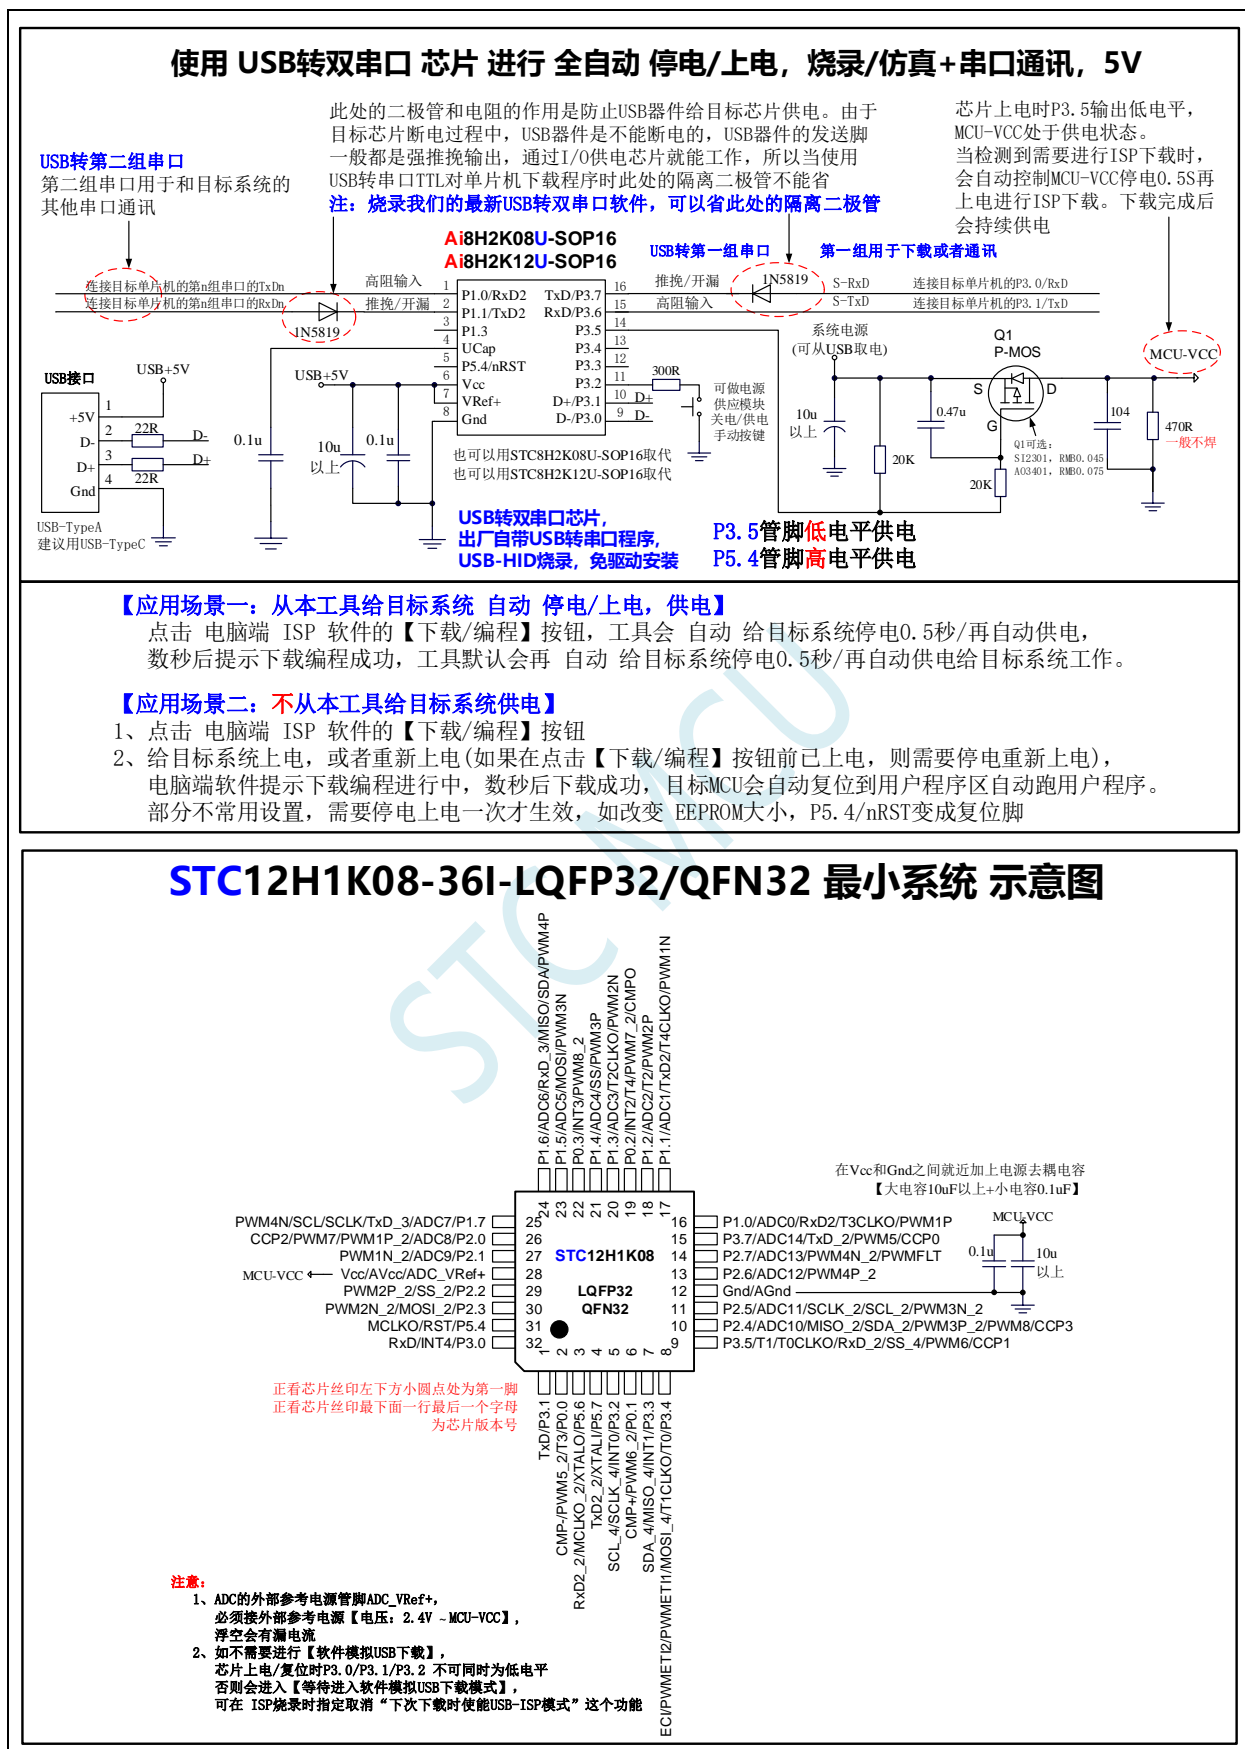 使用 USB转双串口 芯片 进行 全自动 停电/上电，烧录/仿真+串口通讯，5V
此处的二极管和电阻的作用是防止USB器件给目标芯片供电。由于
目标芯片断电过程中，USB器件是不能断电的，USB器件的发送脚
一般都是强推挽输出，通过I/O供电芯片就能工作，所以当使用
USB转串口TTL对单片机下载程序时此处的隔离二极管不能省
注：烧录我们的最新USB转双串口软件，可以省此处的隔离二极管
芯片上电时P3.5输出低电平，
MCU-VCC处于供电状态。
当检测到需要进行ISP下载时，
会自动控制MCU-VCC停电0.5S再
上电进行ISP下载。下载完成后
会持续供电
USB转第二组串口
第二组串口用于和目标系统的
其他串口通讯
Ai8H2K08U-SOP16
Ai8H2K12U-SOP16
USB转第一组串口
第一组用于下载或者通讯
连接目标单片机的第n组串口的TxDn
连接目标单片机的第n组串口的RxDn
1N5819
高阻输入
推挽/开漏
1
2
3
4
5
6
7
8
P1.0/RxD2
P1.1/TxD2
P1.3
UCap
P5.4/nRST
Vcc
VRef+
Gnd
TxD/P3.7
RxD/P3.6
P3.5
P3.4
P3.3
P3.2
D+/P3.1
D-/P3.0
16
15
14
13
12
11
10
9
推挽/开漏
高阻输入
1N5819
S-RxD
S-TxD
连接目标单片机的P3.0/RxD
连接目标单片机的P3.1/TxD
300R
D+
D-
可做电源
供应模块
关电/供电
手动按键
系统电源
(可从USB取电)
10u
以上
0.47u
20K
20K
Q1
P-MOS
S
D
G
Q1可选：
SI2301, RMB0.045
AO3401, RMB0.075
104
470R
一般不焊
MCU-VCC
USB接口
USB+5V
+5V
D-
D+
Gnd
1
2
3
4
22R
22R
D-
D+
USB-TypeA
建议用USB-TypeC
0.1u
USB+5V
10u
以上
0.1u
也可以用STC8H2K08U-SOP16取代
也可以用STC8H2K12U-SOP16取代
USB转双串口芯片，
出厂自带USB转串口程序，
USB-HID烧录，免驱动安装
P3.5管脚低电平供电
P5.4管脚高电平供电
【应用场景一：从本工具给目标系统 自动 停电/上电，供电】
点击 电脑端 ISP 软件的【下载/编程】按钮，工具会 自动 给目标系统停电0.5秒/再自动供电，
数秒后提示下载编程成功，工具默认会再 自动 给目标系统停电0.5秒/再自动供电给目标系统工作。
【应用场景二：不从本工具给目标系统供电】
1、点击 电脑端 ISP 软件的【下载/编程】按钮
2、给目标系统上电，或者重新上电(如果在点击【下载/编程】按钮前已上电，则需要停电重新上电)，
电脑端软件提示下载编程进行中，数秒后下载成功，目标MCU会自动复位到用户程序区自动跑用户程序。
部分不常用设置，需要停电上电一次才生效，如改变 EEPROM大小，P5.4/nRST变成复位脚
STC MCU
STC12H1K08-36I-LQFP32/QFN32 最小系统 示意图
P1.6/ADC6/RxD_3/MISO/SDA/PWM4P
P1.5/ADC5/MOSI/PWM3N
P0.3/INT3/PWM8_2
P1.4/ADC4/SS/PWM3P
P1.3/ADC3/T2CLKO/PWM2N
P0.2/INT2/T4/PWM7_2/CMPO
P1.2/ADC2/T2/PWM2P
P1.1/ADC1/TxD2/T4CLKO/PWM1N
24
23
22
21
20
19
18
17
PWM4N/SCL/SCLK/TxD_3/ADC7/P1.7
CCP2/PWM7/PWM1P_2/ADC8/P2.0
PWM1N_2/ADC9/P2.1
MCU-VCC
Vcc/AVcc/ADC_VRef+
PWM2P_2/SS_2/P2.2
PWM2N_2/MOSI_2/P2.3
MCLKO/RST/P5.4
RxD/INT4/P3.0
25
26
27
28
29
30
31
32
STC12H1K08
LQFP32
QFN32
16
15
14
13
12
11
10
9
P1.0/ADC0/RxD2/T3CLKO/PWM1P
P3.7/ADC14/TxD_2/PWM5/CCP0
P2.7/ADC13/PWM4N_2/PWMFLT
P2.6/ADC12/PWM4P_2
Gnd/AGnd
P2.5/ADC11/SCLK_2/SCL_2/PWM3N_2
P2.4/ADC10/MISO_2/SDA_2/PWM3P_2/PWM8/CCP3
P3.5/T1/T0CLKO/RxD_2/SS_4/PWM6/CCP1
在Vcc和Gnd之间就近加上电源去耦电容
【大电容10uF以上+小电容0.1uF】
MCU-VCC
0.1u
10u
以上
1
2
3
4
5
6
7
8
TxD/P3.1
CMP-/PWM5_2/T3/P0.0
RxD2_2/MCLKO_2/XTALO/P5.6
TxD2_2/XTALI/P5.7
SCL_4/SCLK_4/INT0/P3.2
CMP+/PWM6_2/P0.1
SDA_4/MISO_4/INT1/P3.3
ECI/PWMETI2/PWMETI1/MOSI_4/T1CLKO/T0/P3.4
正看芯片丝印左下方小圆点处为第一脚
正看芯片丝印最下面一行最后一个字母
为芯片版本号
注意：
1、ADC的外部参考电源管脚ADC_VRef+，
必须接外部参考电源【电压：2.4V ~ MCU-VCC】，
浮空会有漏电流
2、如不需要进行【软件模拟USB下载】，
芯片上电/复位时P3.0/P3.1/P3.2 不可同时为低电平
否则会进入【等待进入软件模拟USB下载模式】，
可在 ISP烧录时指定取消“下次下载时使能USB-ISP模式”这个功能